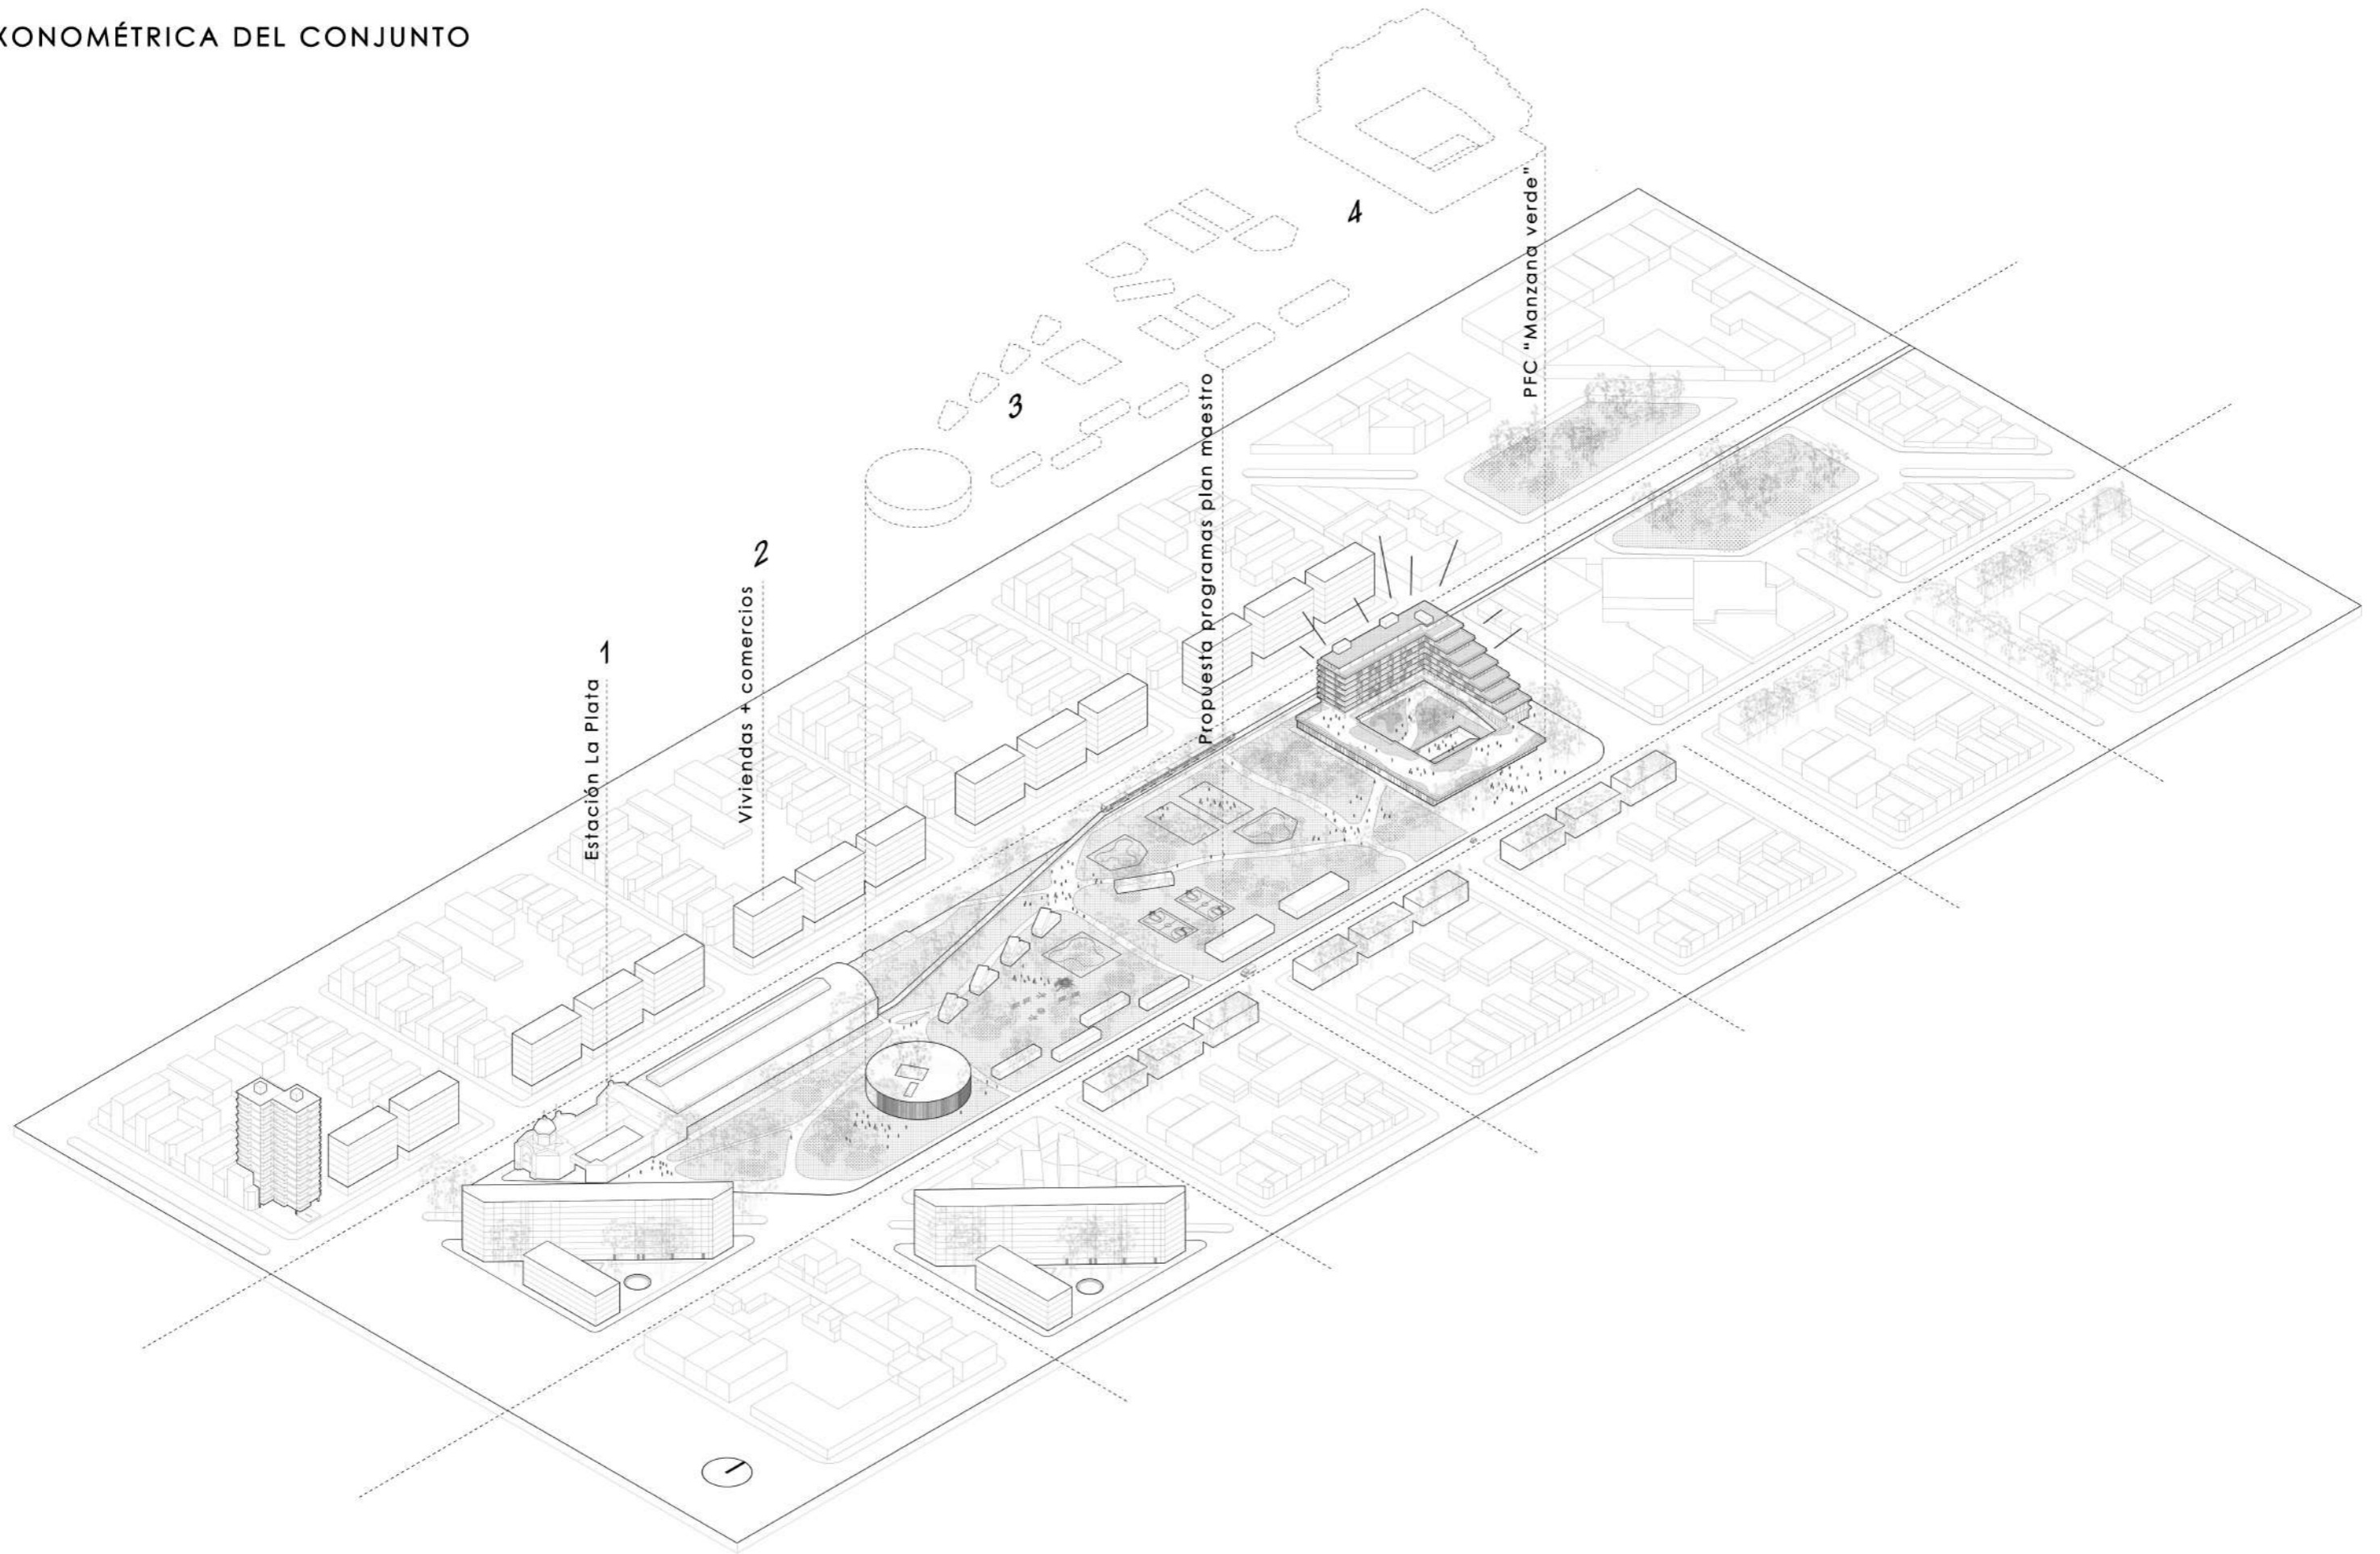 XONOMÉTRICA DEL CONJUNTO
1
Estación La Plata
2
Viviendas + comercios
3
Propuesta programas plan maestro
4
PFC "Manzana verde"